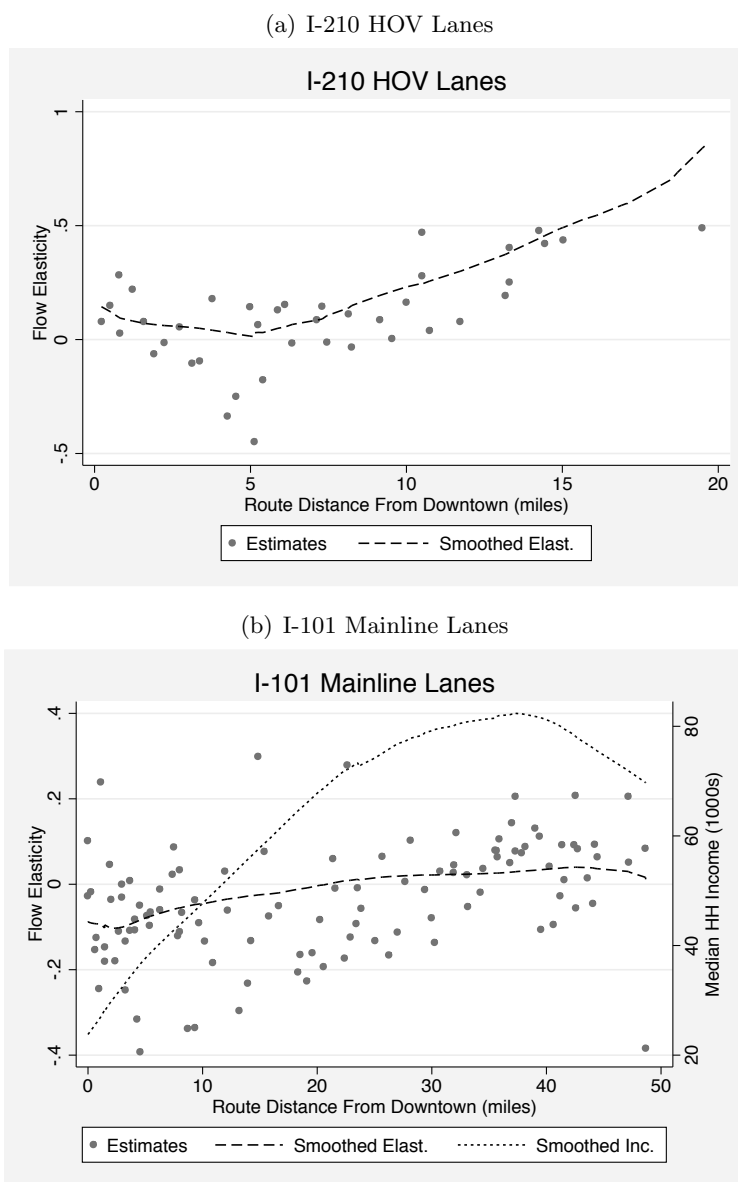 (a) I-210 HOV Lanes
I-210 HOV Lanes
Flow Elasticity
1
.5
0
-.5
0 5 10 15 20
Route Distance From Downtown (miles)
Estimates Smoothed Elast.
(b) I-101 Mainline Lanes
I-101 Mainline Lanes
Flow Elasticity
.4
.2
0
-.2
-.4
Median HH Income (1000s)
80
60
40
20
0 10 20 30 40 50
Route Distance From Downtown (miles)
Estimates Smoothed Elast. Smoothed Inc.